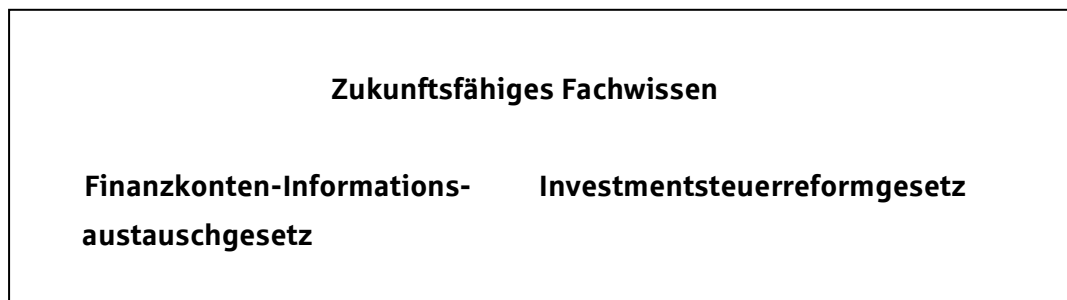 Zukunftsfähiges Fachwissen
Finanzkonten-Informations-
austauschgesetz
Investmentsteuerreformgesetz